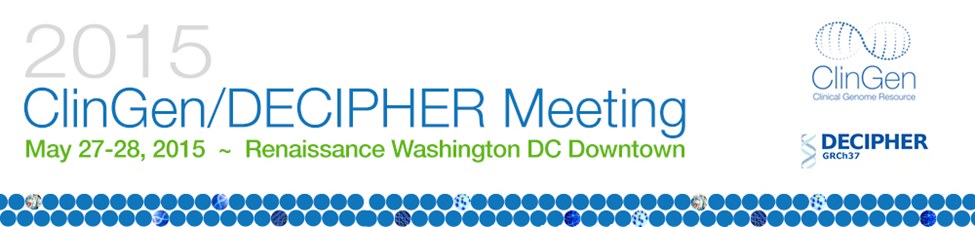 2015
ClinGen/DECIPHER Meeting
May 27-28, 2015 ~ Renaissance Washington DC Downtown
ClinGen
Clinical Genome Resource
DECIPHER
GRCh37